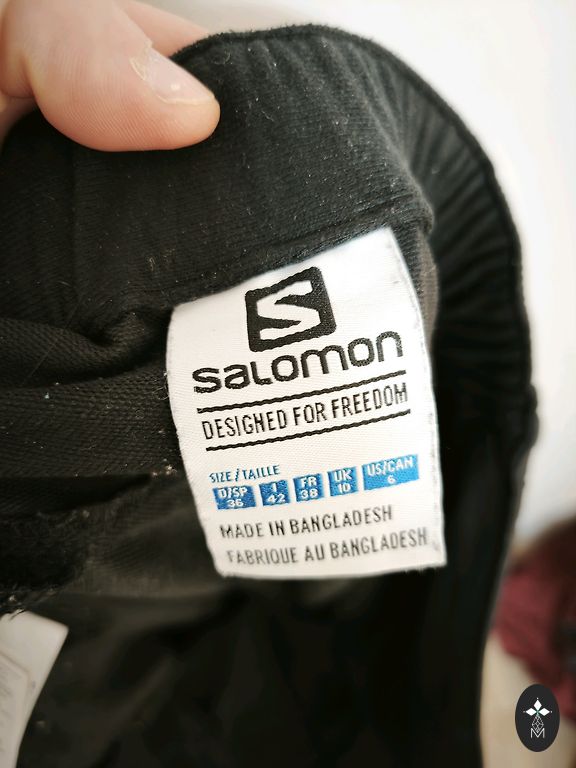 S
salomon
DESIGNED FOR FREEDOM
SIZE/TAILLE
D/SP I FR UK US/CAN
36 42 38 10 6
MADE IN BANGLADESH
FABRIQUE AU BANGLADESH
M